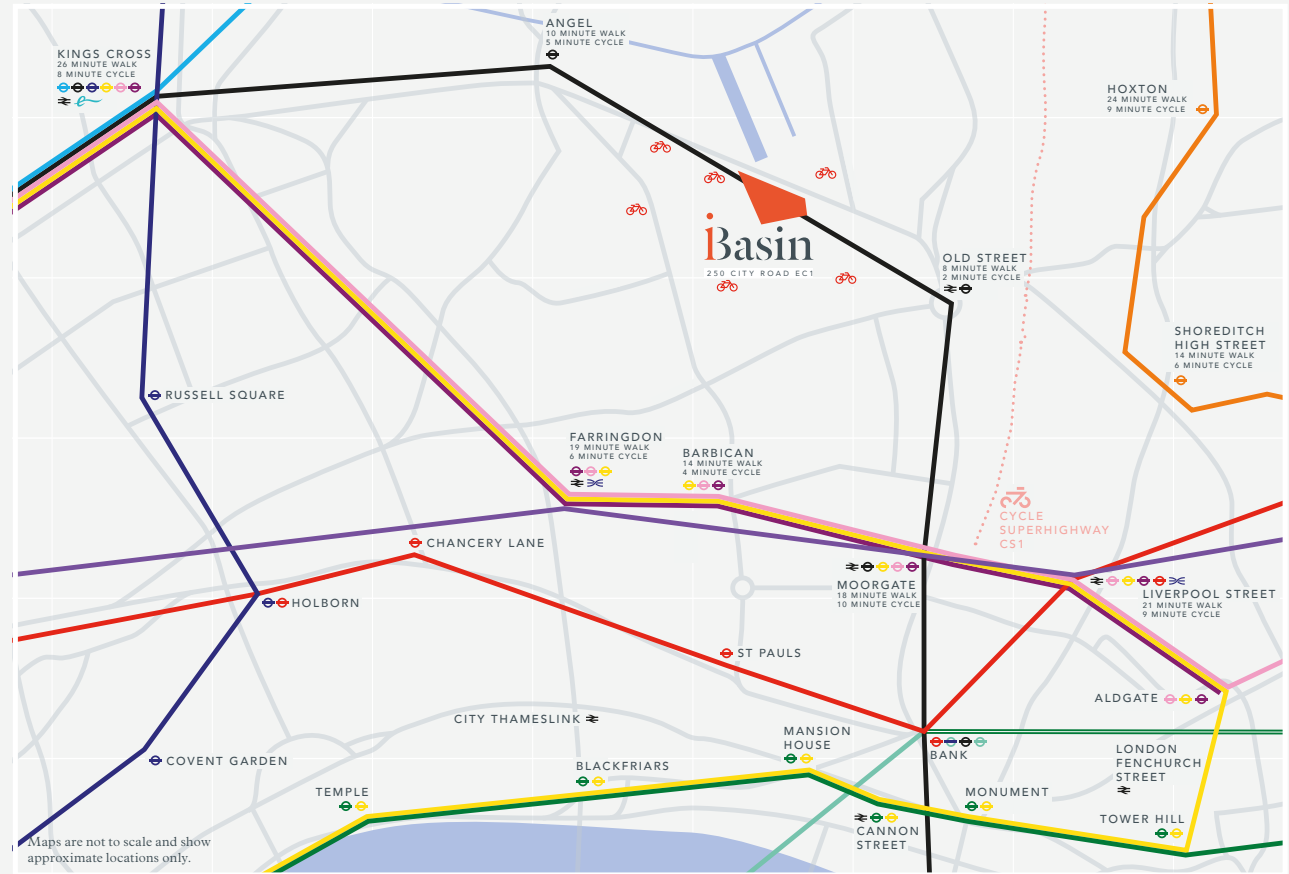 ANGEL
10 MINUTE WALK
5 MINUTE CYCLE
KINGS CROSS
26 MINUTE WALK
8 MINUTE CYCLE
HOXTON
24 MINUTE WALK
9 MINUTE CYCLE
iBasin
250 CITY ROAD EC1
OLD STREET
8 MINUTE WALK
2 MINUTE CYCLE
SHOREDITCH
HIGH STREET
14 MINUTE WALK
6 MINUTE CYCLE
RUSSELL SQUARE
FARRINGDON
19 MINUTE WALK
6 MINUTE CYCLE
BARBICAN
14 MINUTE WALK
4 MINUTE CYCLE
CYCLE
SUPERHIGHWAY
CS1
CHANCERY LANE
MOORGATE
18 MINUTE WALK
10 MINUTE CYCLE
LIVERPOOL STREET
21 MINUTE WALK
9 MINUTE CYCLE
HOLBORN
ST PAULS
ALDGATE
CITY THAMESLINK
MANSION
HOUSE
BANK
LONDON
FENCHURCH
STREET
COVENT GARDEN
BLACKFRIARS
TEMPLE
MONUMENT
TOWER HILL
CANNON
STREET
Maps are not to scale and show
approximate locations only.